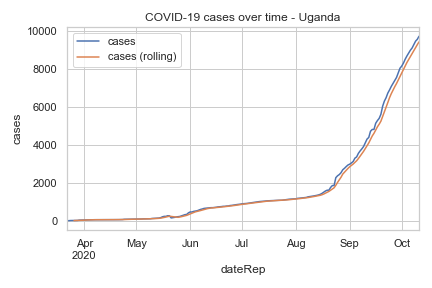 COVID-19 cases over time - Uganda
cases
cases (rolling)
10000
8000
6000
4000
2000
0
cases
Apr May Jun Jul Aug Sep Oct
2020
dateRep